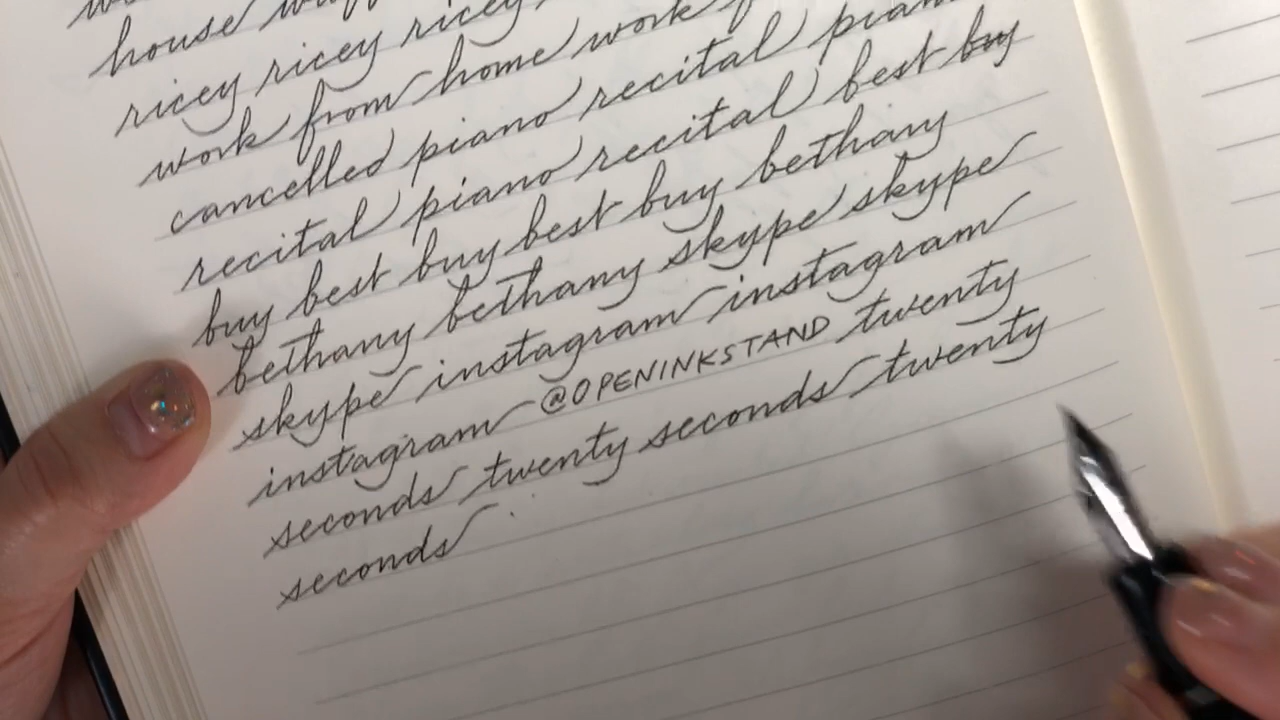 house
ricey ricey ricey
work from home work
cancelled piano recital piano
recital piano recital best buy
buy best buy best buy bethany
bethany bethany skype skype
skype instagram instagram
instagram @OPENINKSTAND twenty
seconds twenty seconds twenty
seconds